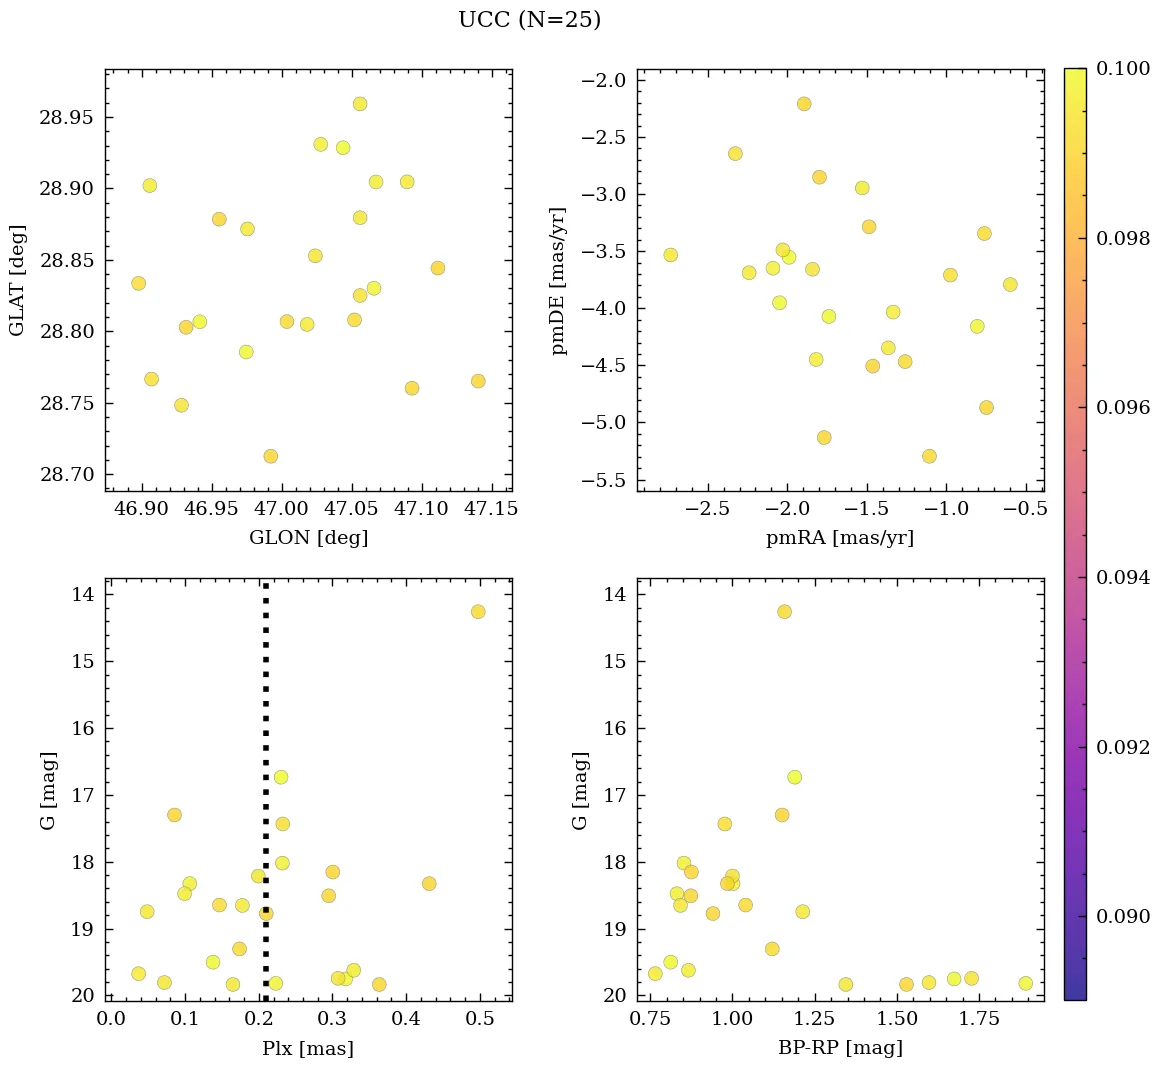 UCC (N=25)
28.95
28.90
28.85
28.80
28.75
28.70
GLAT [deg]
46.90 46.95 47.00 47.05 47.10 47.15
GLON [deg]
−2.0
−2.5
−3.0
−3.5
−4.0
−4.5
−5.0
−5.5
pmDE [mas/yr]
−2.5 −2.0 −1.5 −1.0 −0.5
pmRA [mas/yr]
14
15
16
17
18
19
20
G [mag]
0.0 0.1 0.2 0.3 0.4 0.5
Plx [mas]
14
15
16
17
18
19
20
G [mag]
0.75 1.00 1.25 1.50 1.75
BP-RP [mag]
0.100
0.098
0.096
0.094
0.092
0.090